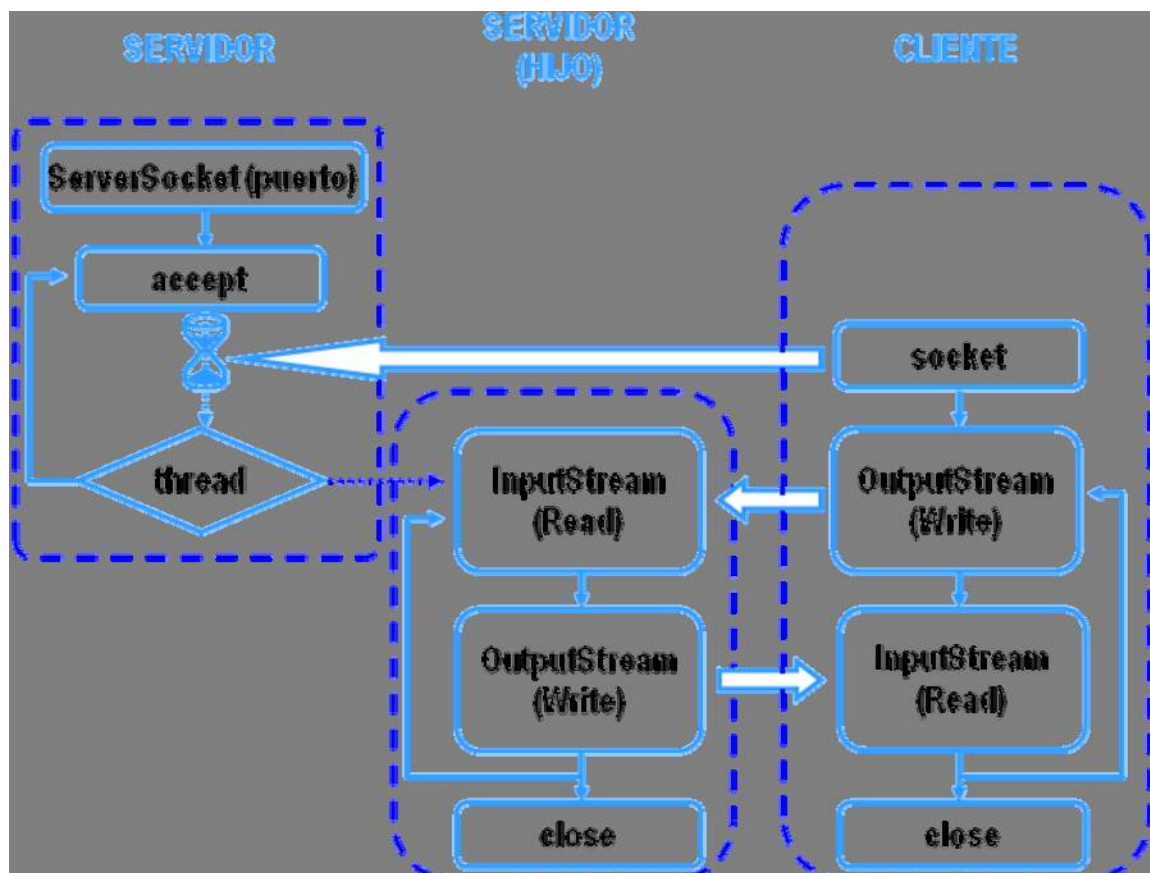 SERVIDOR
SERVIDOR
(HIJO)
CLIENTE
ServerSocket (puerto)
accept
socket
thread
InputStream
(Read)
OutputStream
(Write)
OutputStream
(Write)
InputStream
(Read)
close
close